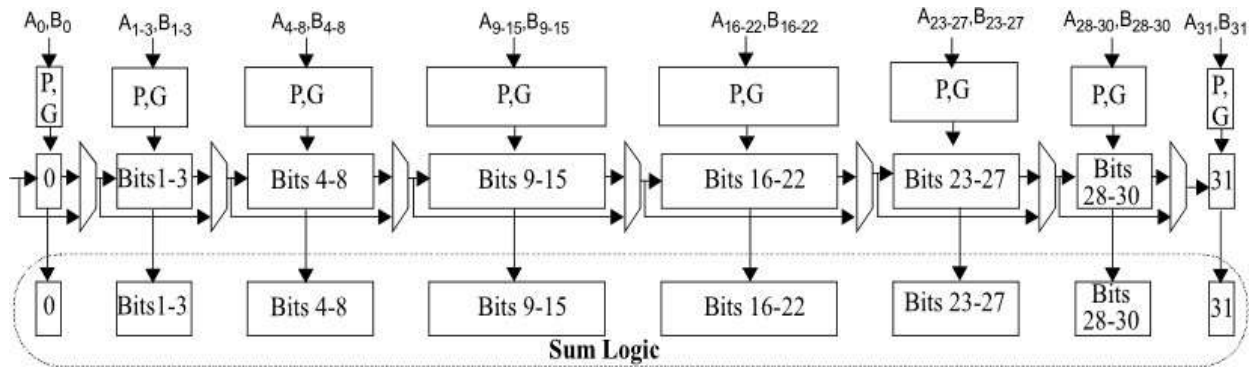 A0,B0 A1-3,B1-3 A4-8,B4-8 A9-15,B9-15 A16-22,B16-22 A23-27,B23-27 A28-30,B28-30 A31,B31
P,G P,G P,G P,G P,G P,G P,G P,G
0 Bits1-3 Bits 4-8 Bits 9-15 Bits 16-22 Bits 23-27 Bits 28-30 31
0 Bits1-3 Bits 4-8 Bits 9-15 Bits 16-22 Bits 23-27 Bits 28-30 31
Sum Logic